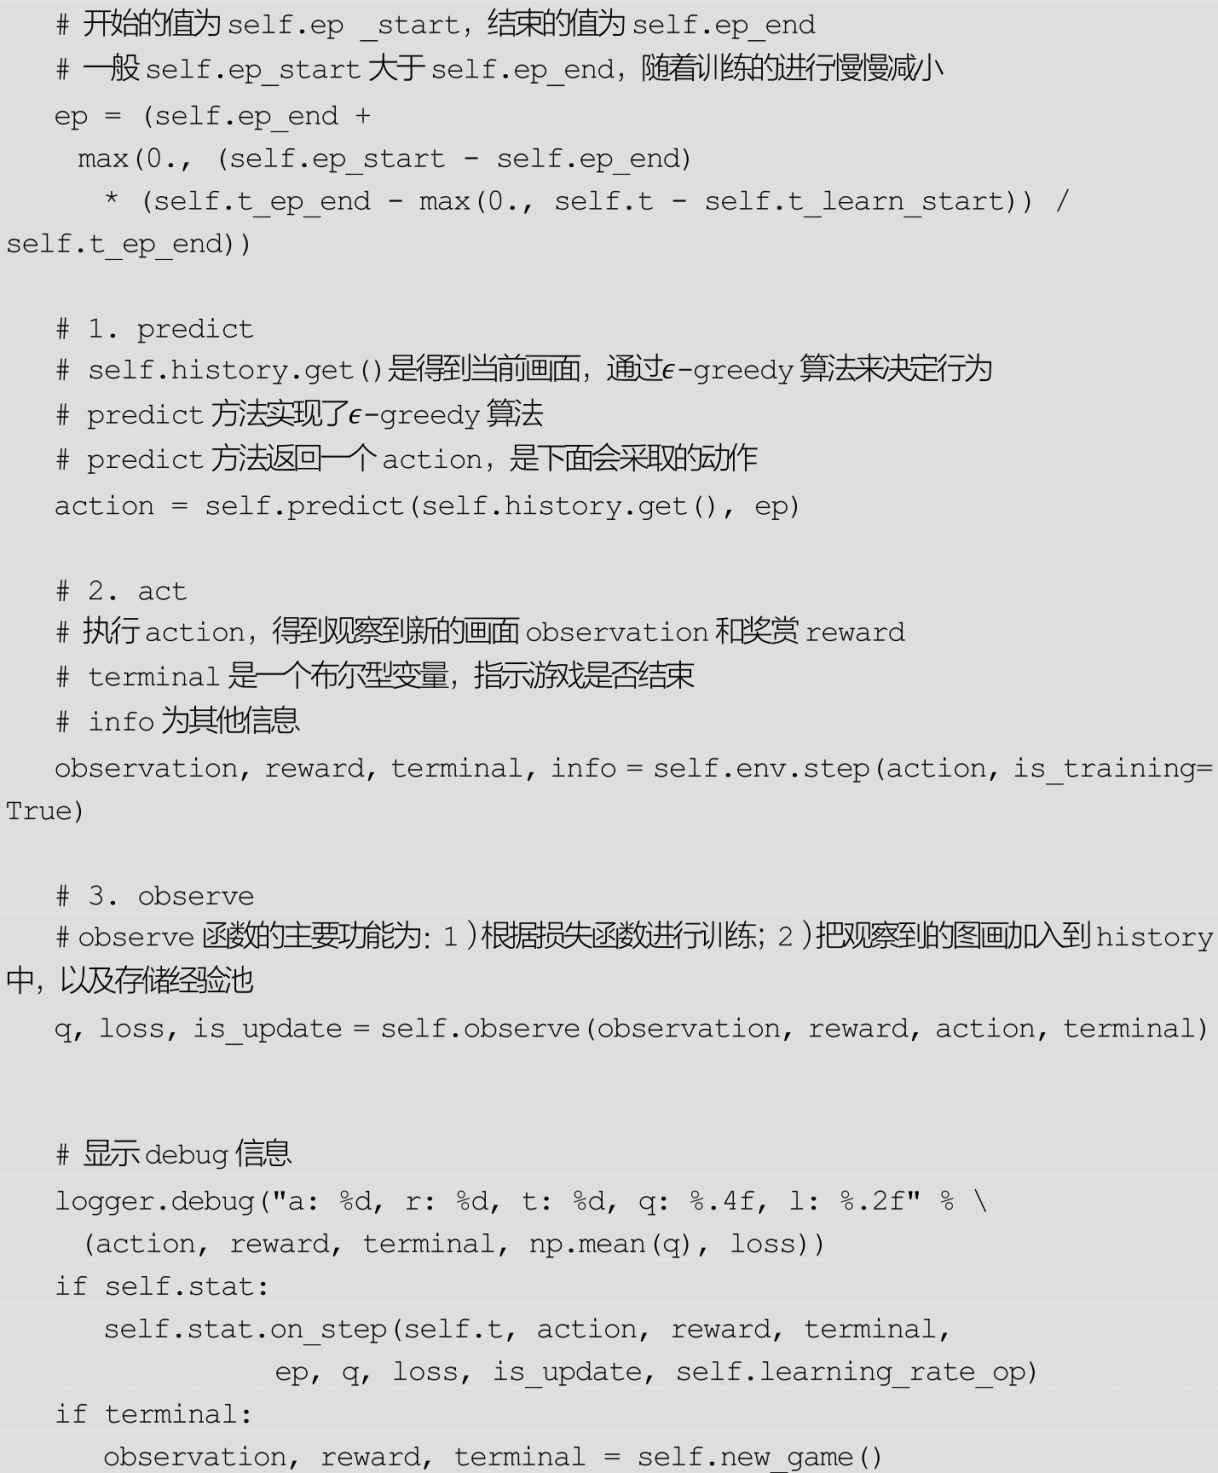 # 开始的值为 self.ep _start，结束的值为 self.ep_end
# 一般 self.ep_start 大于 self.ep_end，随着训练的进行慢慢减小
ep = (self.ep_end +
max(0., (self.ep_start - self.ep_end)
* (self.t_ep_end - max(0., self.t - self.t_learn_start)) /
self.t_ep_end))
# 1. predict
# self.history.get()是得到当前画面，通过ϵ-greedy 算法来决定行为
# predict 方法实现了ϵ-greedy 算法
# predict 方法返回一个 action，是下面会采取的动作
action = self.predict(self.history.get(), ep)
# 2. act
# 执行 action，得到观察到新的画面 observation 和奖赏 reward
# terminal 是一个布尔型变量，指示游戏是否结束
# info 为其他信息
observation, reward, terminal, info = self.env.step(action, is_training=
True)
# 3. observe
# observe 函数的主要功能为：1）根据损失函数进行训练；2）把观察到的图画加入到 history
中，以及存储经验池
q, loss, is_update = self.observe(observation, reward, action, terminal)
# 显示 debug 信息
logger.debug("a: %d, r: %d, t: %d, q: %.4f, l: %.2f" % \
(action, reward, terminal, np.mean(q), loss))
if self.stat:
self.stat.on_step(self.t, action, reward, terminal,
ep, q, loss, is_update, self.learning_rate_op)
if terminal:
observation, reward, terminal = self.new_game()